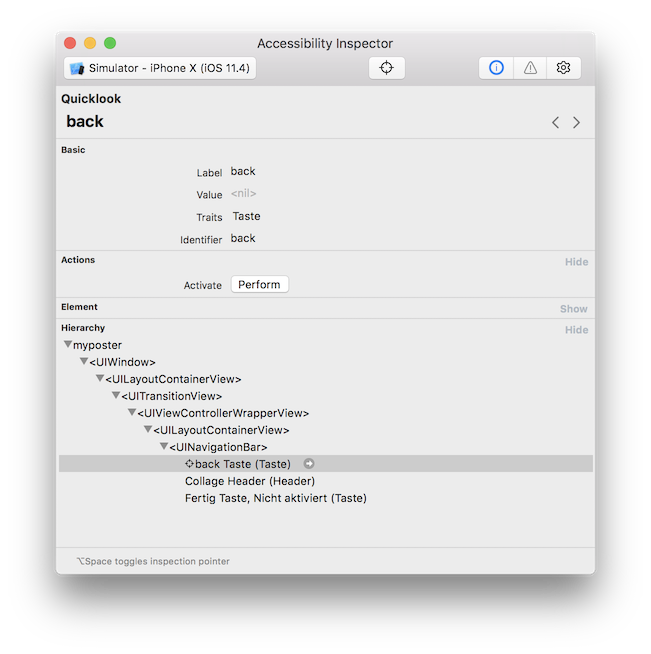 Accessibility Inspector
Simulator - iPhone X (iOS 11.4)
Quicklook
back
Basic
Label back
Value <nil>
Traits Taste
Identifier back
Actions Hide
Activate Perform
Element Show
Hierarchy Hide
myposter
<UIWindow>
<UILayoutContainerView>
<UITransitionView>
<UIViewControllerWrapperView>
<UILayoutContainerView>
<UINavigationBar>
back Taste (Taste)
Collage Header (Header)
Fertig Taste, Nicht aktiviert (Taste)
⌥Space toggles inspection pointer